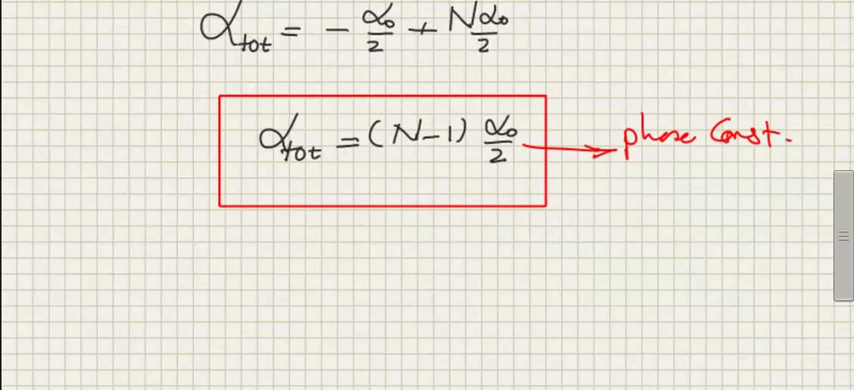 α_tot = - α₀/2 + Nα₀/2
α_tot = (N-1) α₀/2 → phase Const.